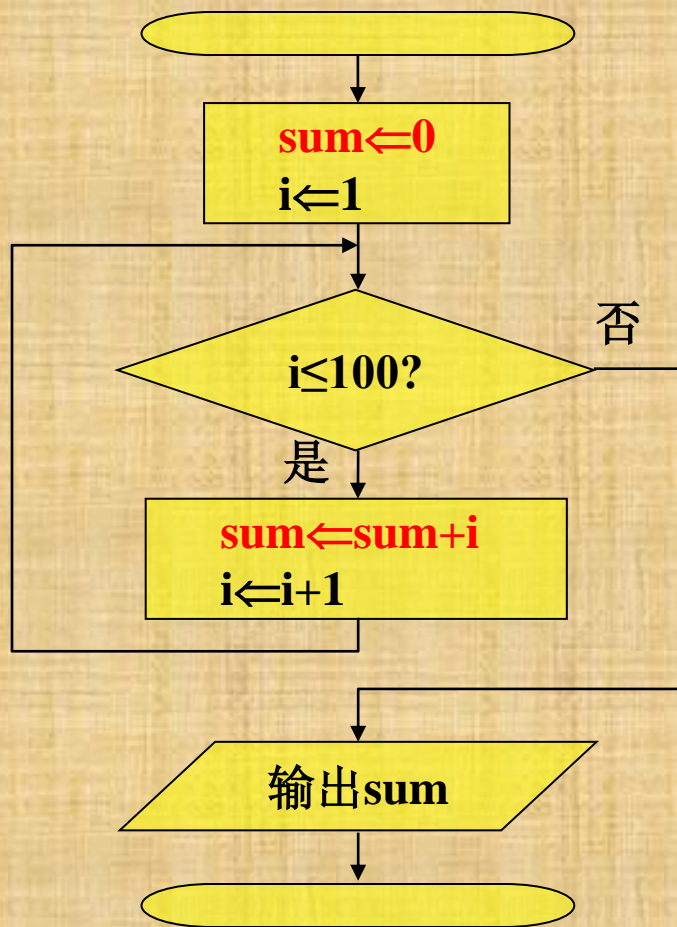 sum⇐0
i⇐1
i≤100?
否
是
sum⇐sum+i
i⇐i+1
输出sum